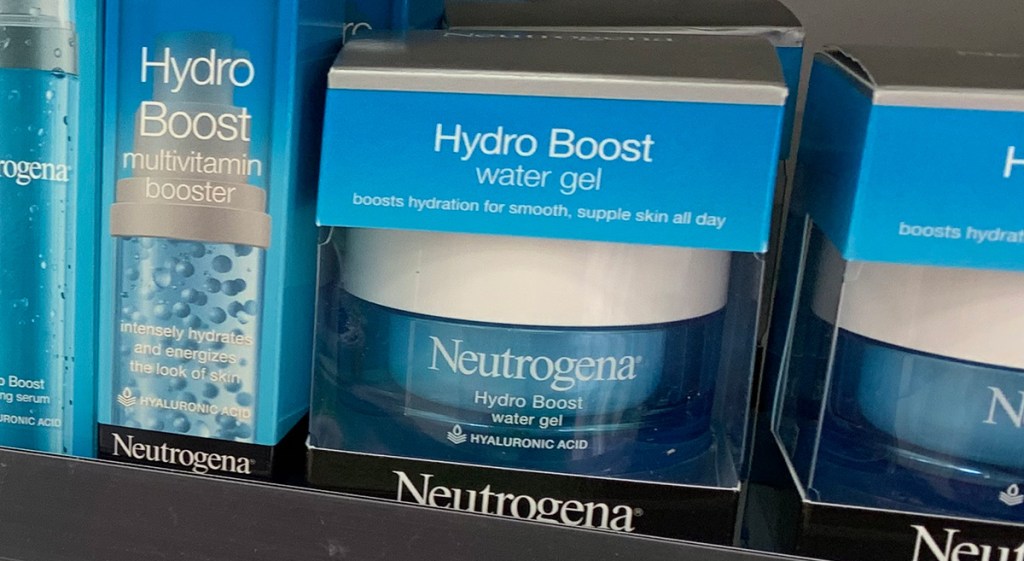 rogena
o Boost
ng serum
URONIC ACID
Hydro
Boost
multivitamin
booster
intensely hydrates
and energizes
the look of skin
HYALURONIC ACID
Neutrogena
Hydro Boost
water gel
boosts hydration for smooth, supple skin all day
Neutrogena®
Hydro Boost
water gel
HYALURONIC ACID
Neutrogena®
H
boosts hydrat
N
Neut